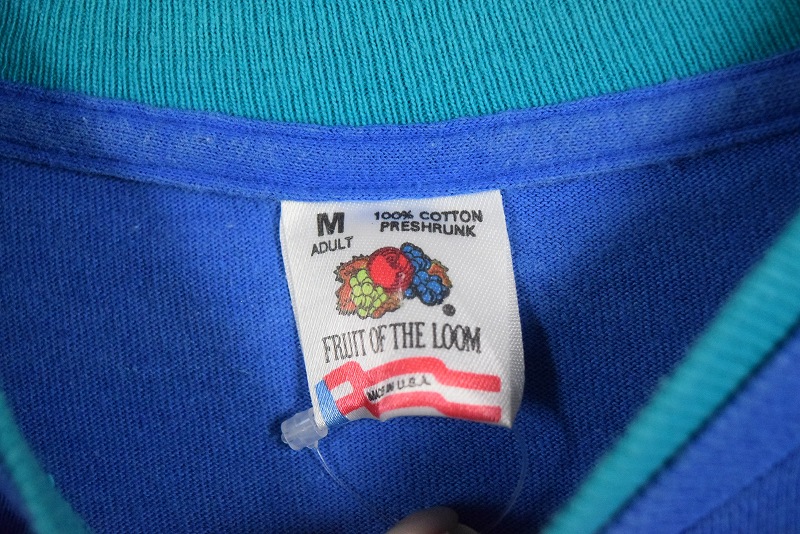 M
ADULT
100% COTTON
PRESHRUNK
®
FRUIT OF THE LOOM
MADE IN U.S.A.